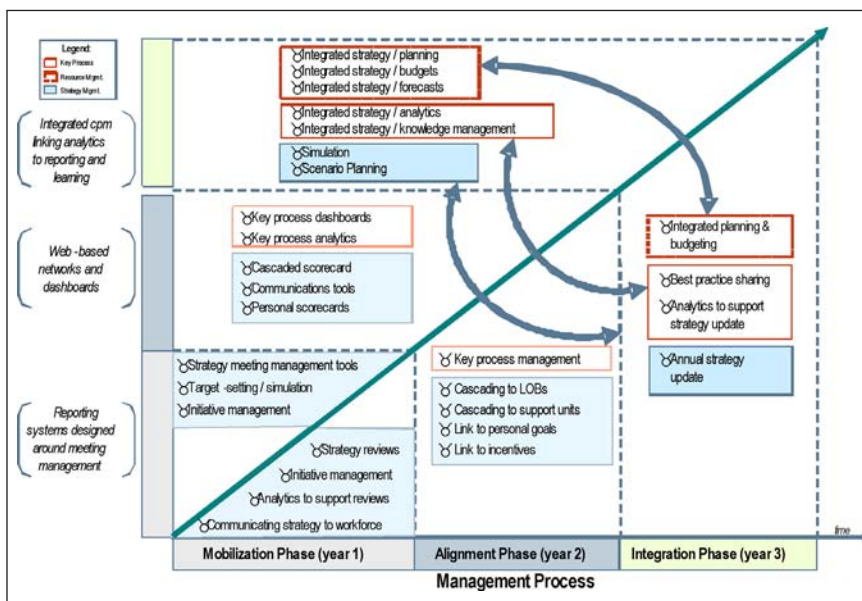 Legend:
Key Process
Resource Mgmt.
Strategy Mgmt.
Integrated cpm
linking analytics
to reporting and
learning
Integrated strategy / planning
Integrated strategy / budgets
Integrated strategy / forecasts
Integrated strategy / analytics
Integrated strategy / knowledge management
Simulation
Scenario Planning
Web -based
networks and
dashboards
Key process dashboards
Key process analytics
Cascaded scorecard
Communications tools
Personal scorecards
Integrated planning &
budgeting
Best practice sharing
Analytics to support
strategy update
Annual strategy
update
Reporting
systems designed
around meeting
management
Strategy meeting management tools
Target -setting / simulation
Initiative management
Strategy reviews
Initiative management
Analytics to support reviews
Communicating strategy to workforce
Key process management
Cascading to LOBs
Cascading to support units
Link to personal goals
Link to incentives
time
Mobilization Phase (year 1)
Alignment Phase (year 2)
Integration Phase (year 3)
Management Process